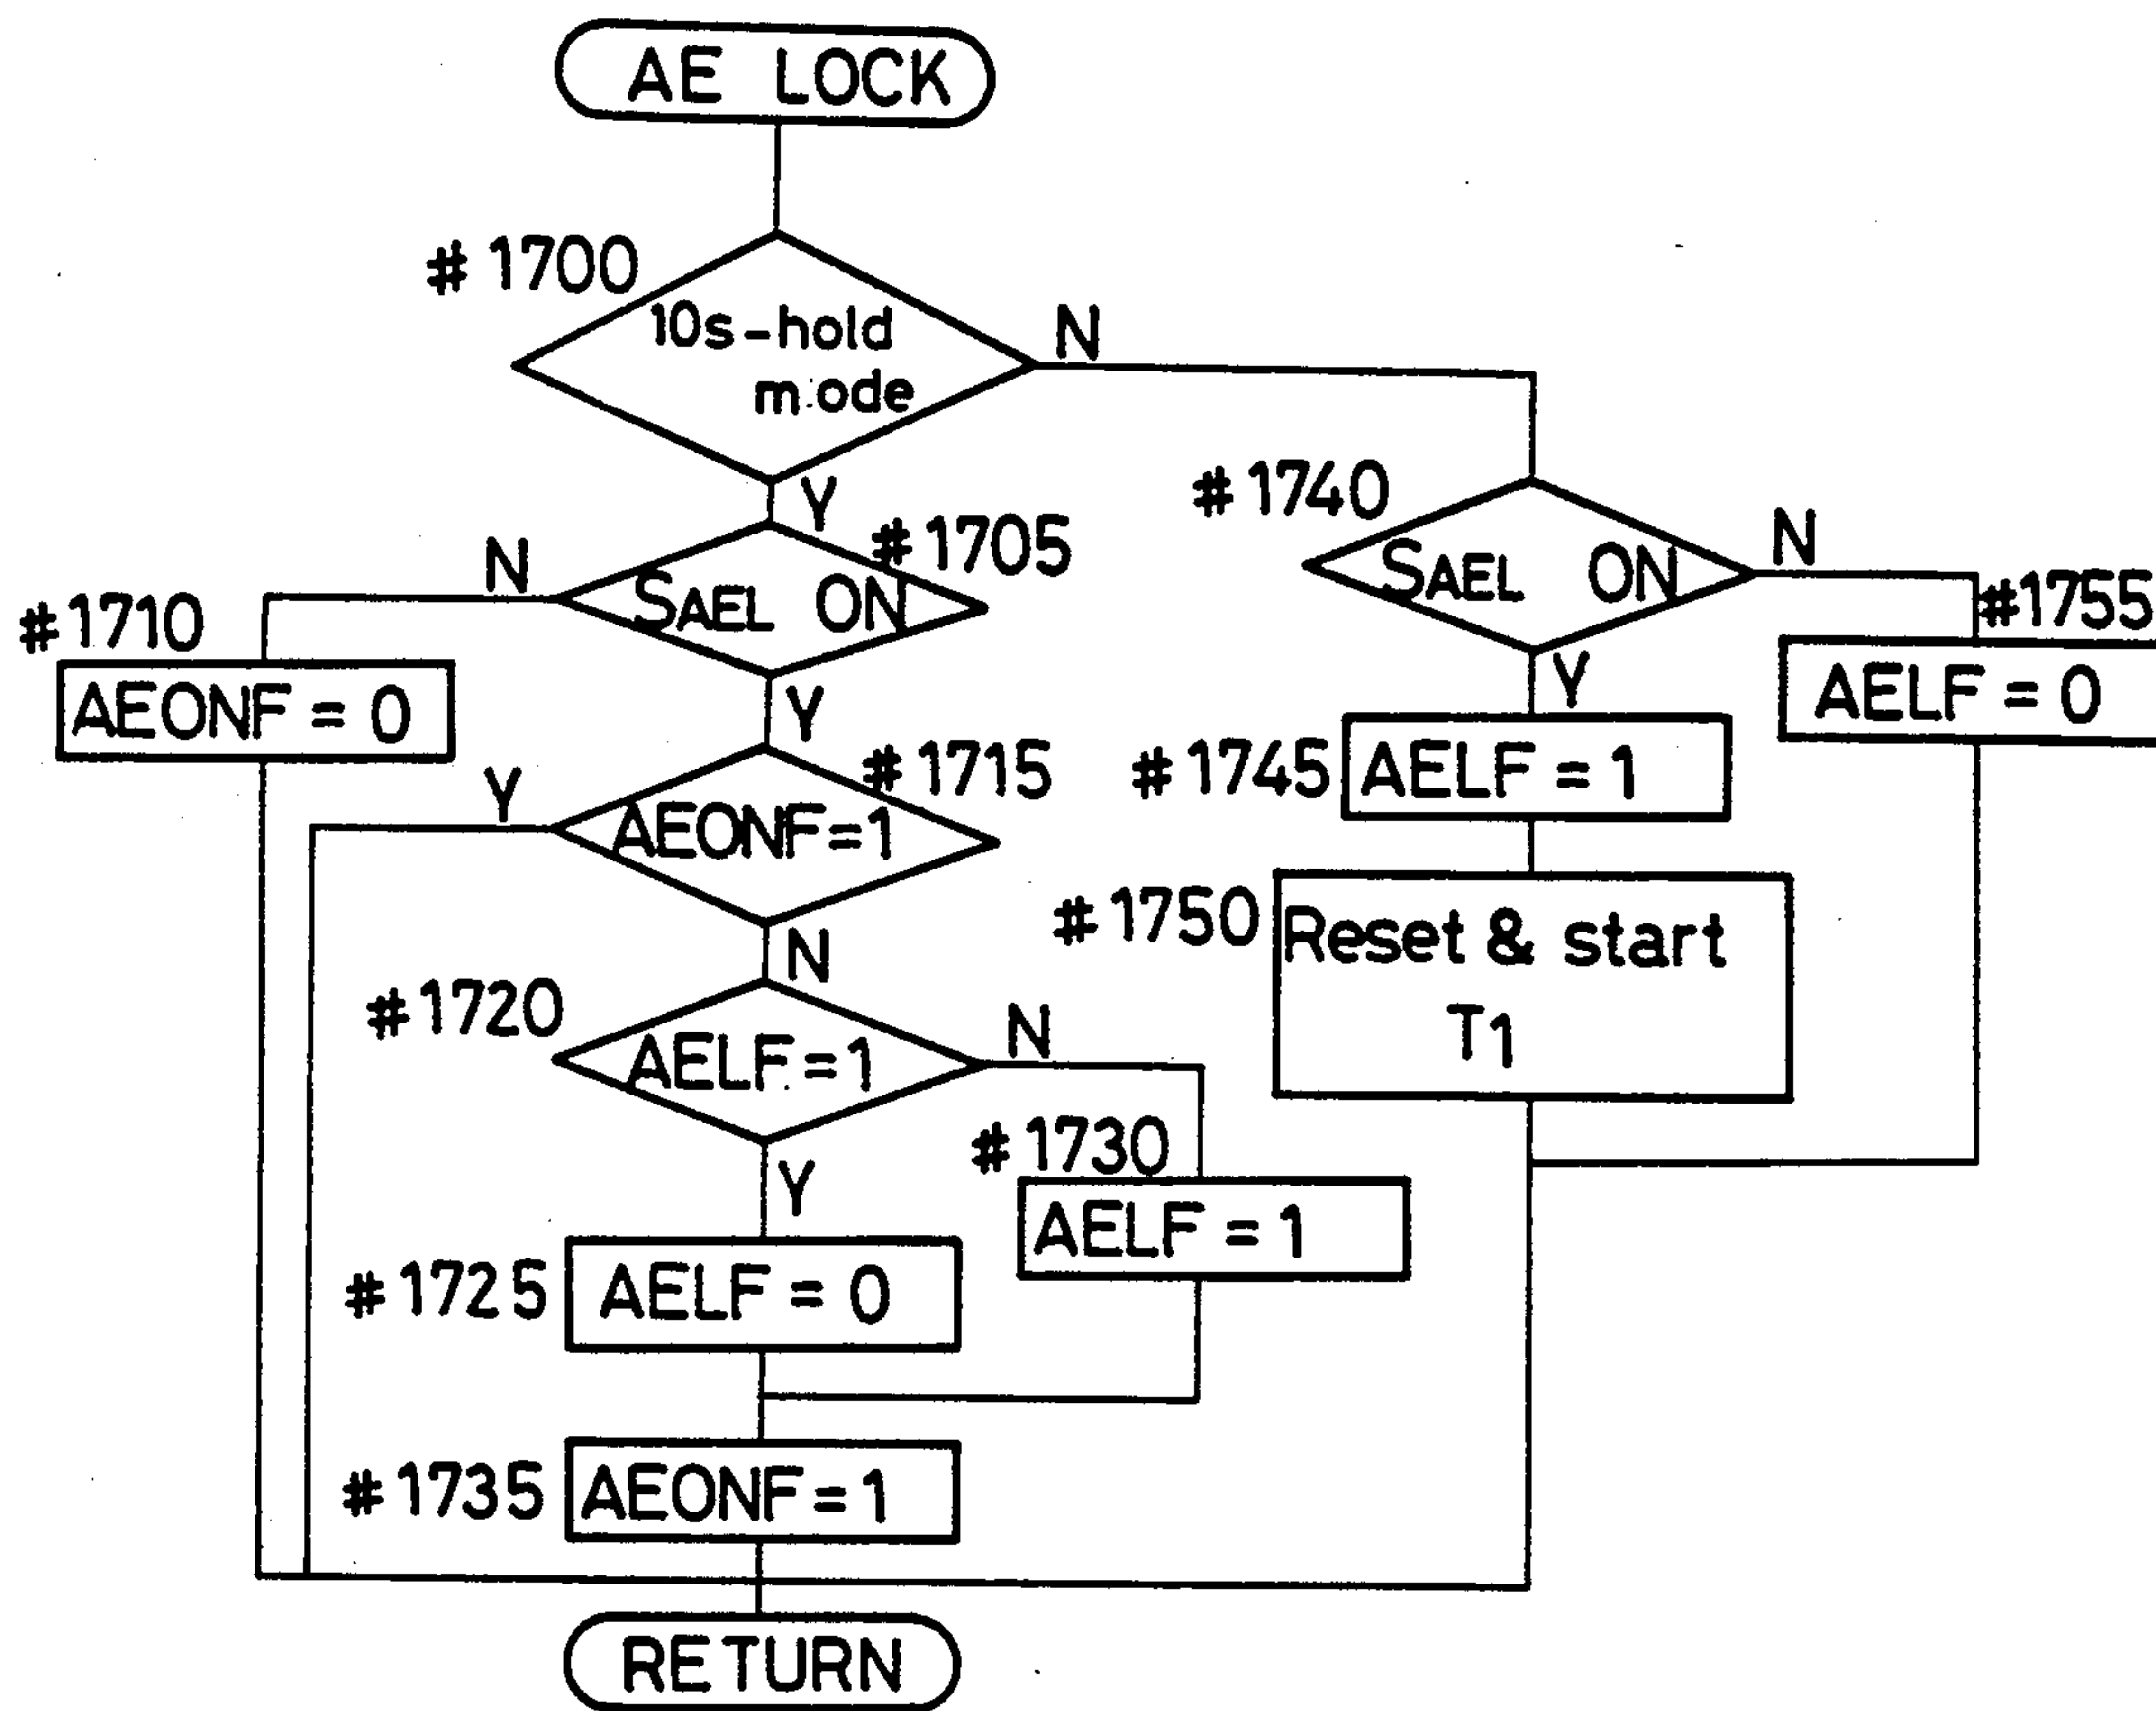 AE LOCK
#1700
10s-hold
mode
N
Y
#1705
SAEL ON
N
#1710
AEONF = 0
Y
#1715
AEONF=1
Y
N
#1720
AELF=1
N
Y
#1730
AELF = 1
#1725
AELF = 0
#1735
AEONF=1
#1740
SAEL ON
N
#1755
AELF = 0
Y
#1745
AELF = 1
#1750
Reset & start
T1
RETURN